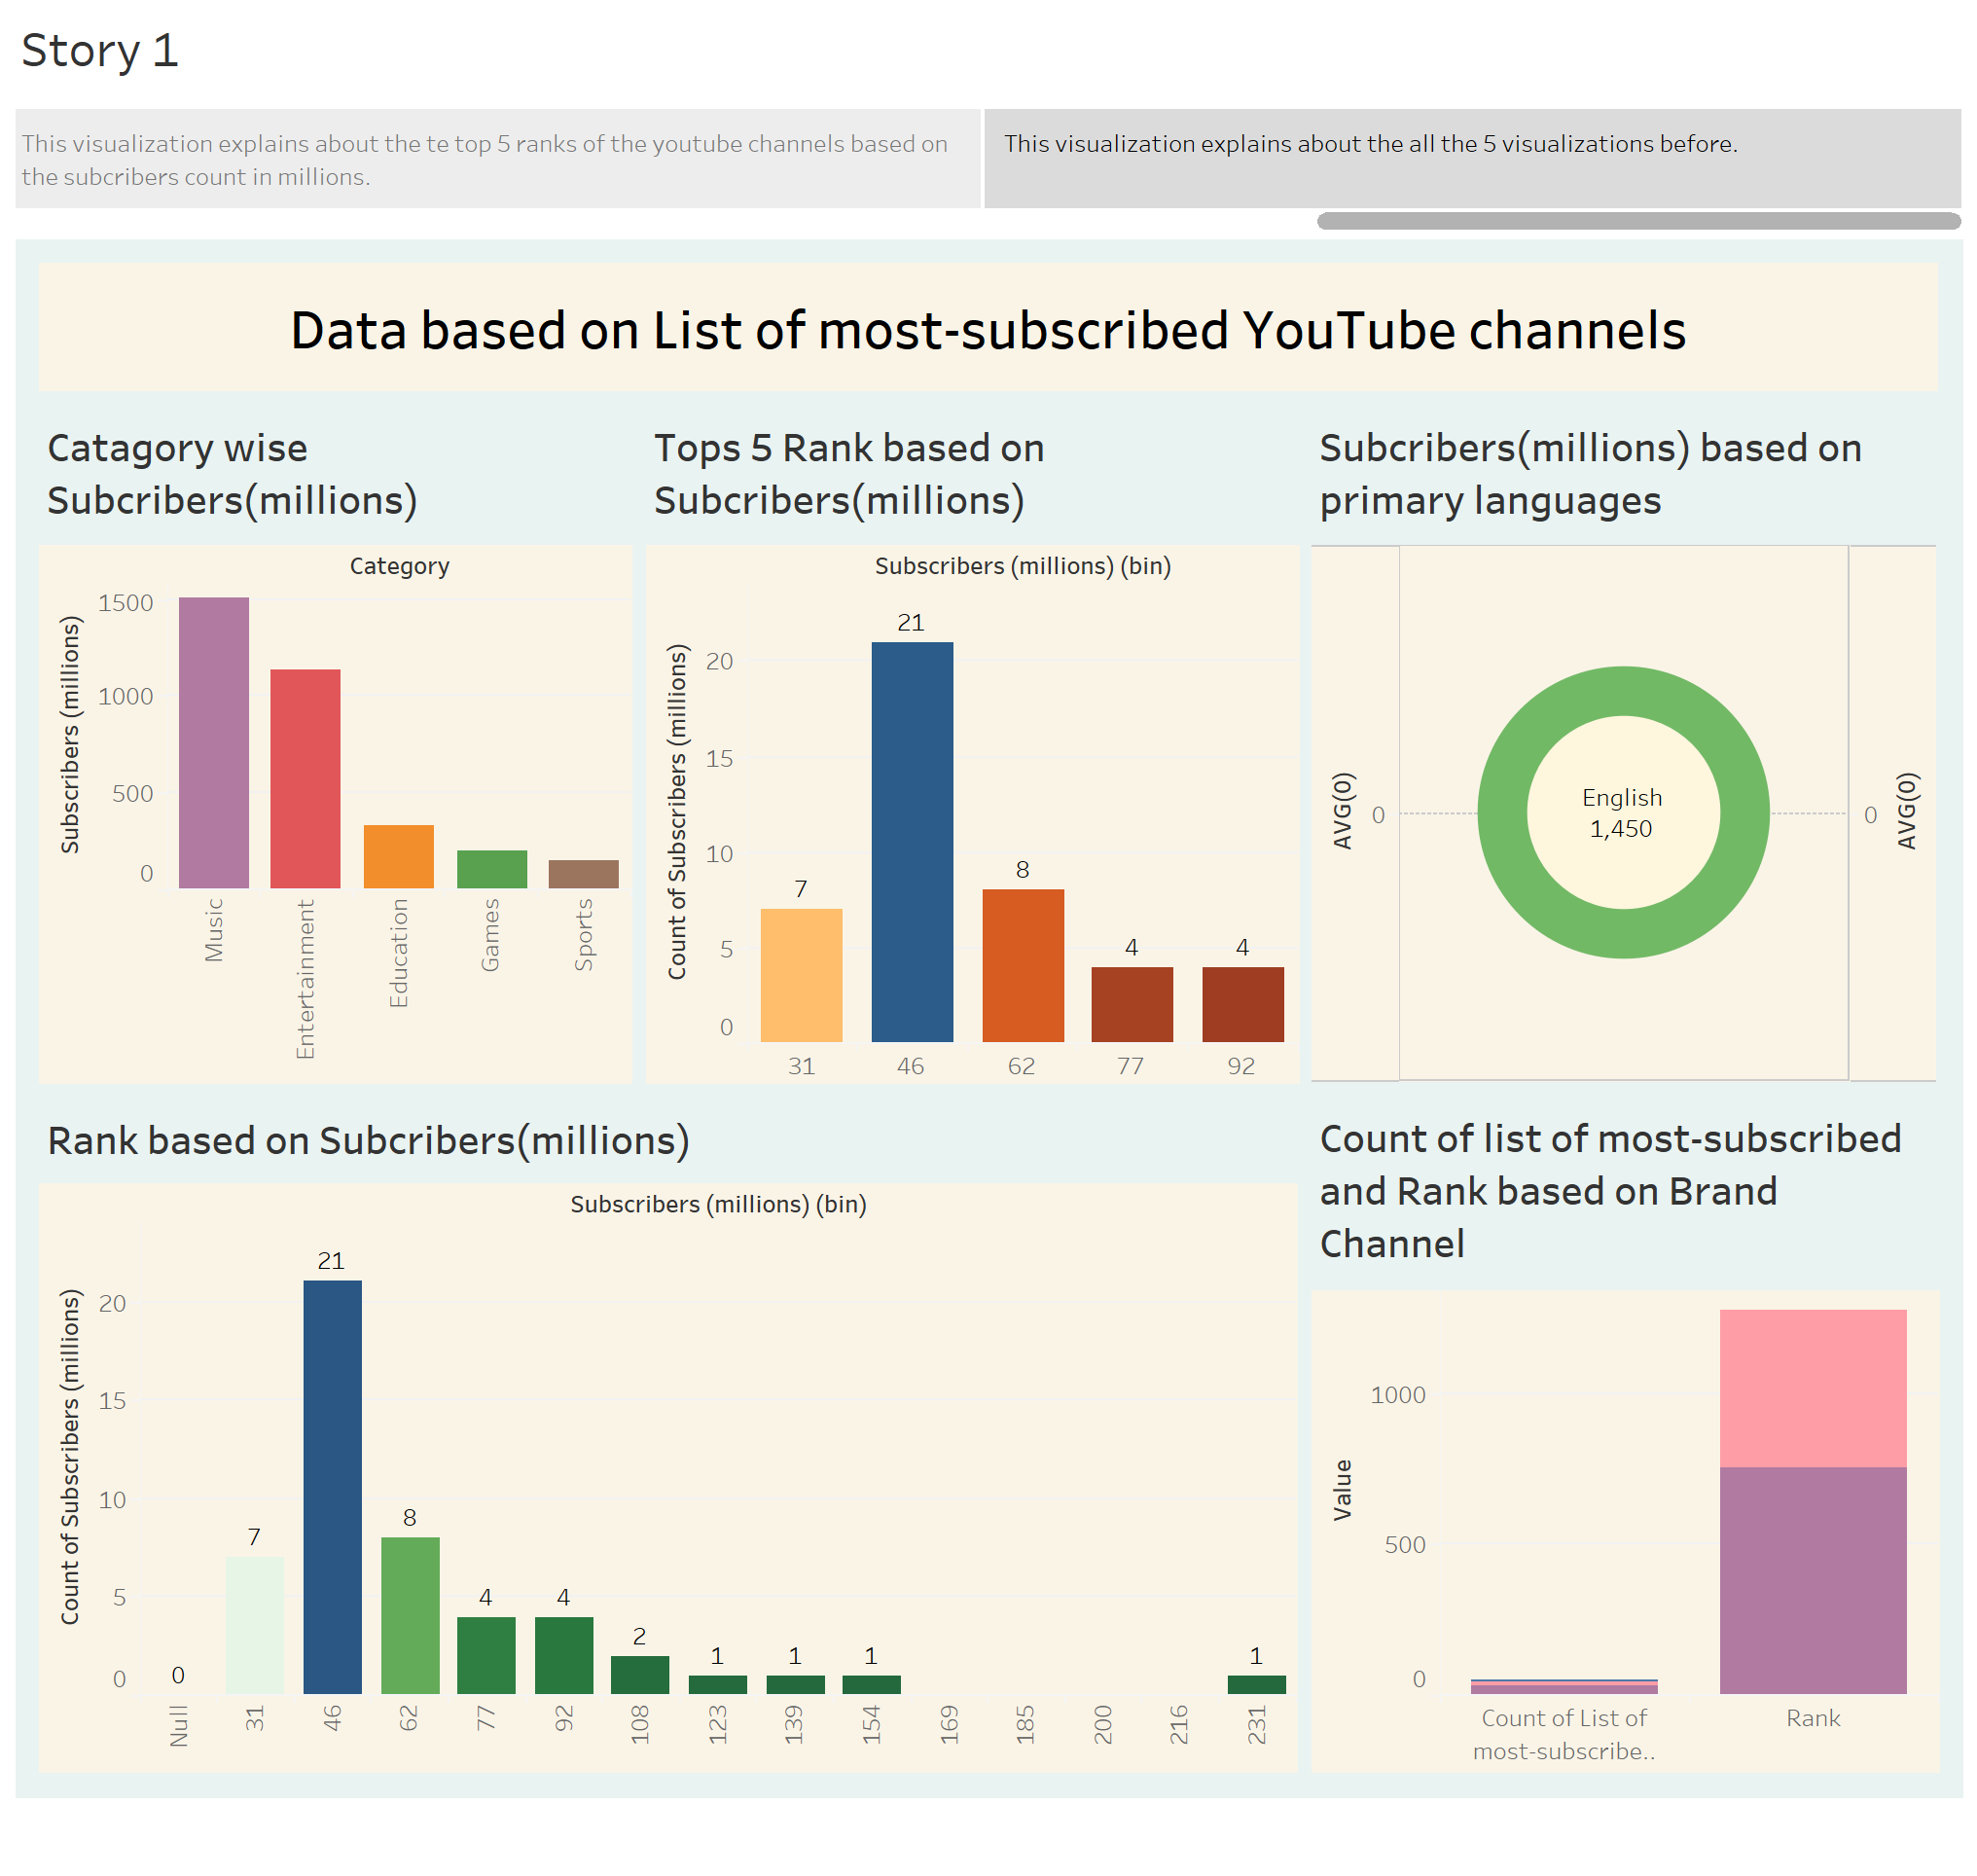 Story 1
This visualization explains about the te top 5 ranks of the youtube channels based on
the subcribers count in millions.
This visualization explains about the all the 5 visualizations before.
Data based on List of most-subscribed YouTube channels
Catagory wise
Subcribers(millions)
Category
Subscribers (millions)
1500
1000
500
0
Music
Entertainment
Education
Games
Sports
Tops 5 Rank based on
Subcribers(millions)
Subscribers (millions) (bin)
Count of Subscribers (millions)
20
15
10
5
0
7
21
8
4
4
31
46
62
77
92
Subcribers(millions) based on
primary languages
AVG(0)
0
English
1,450
0
AVG(0)
Rank based on Subcribers(millions)
Subscribers (millions) (bin)
Count of Subscribers (millions)
20
15
10
5
0
0
7
21
8
4
4
2
1
1
1
1
Null
31
46
62
77
92
108
123
139
154
169
185
200
216
231
Count of list of most-subscribed
and Rank based on Brand
Channel
Value
1000
500
0
Count of List of
most-subscribe..
Rank